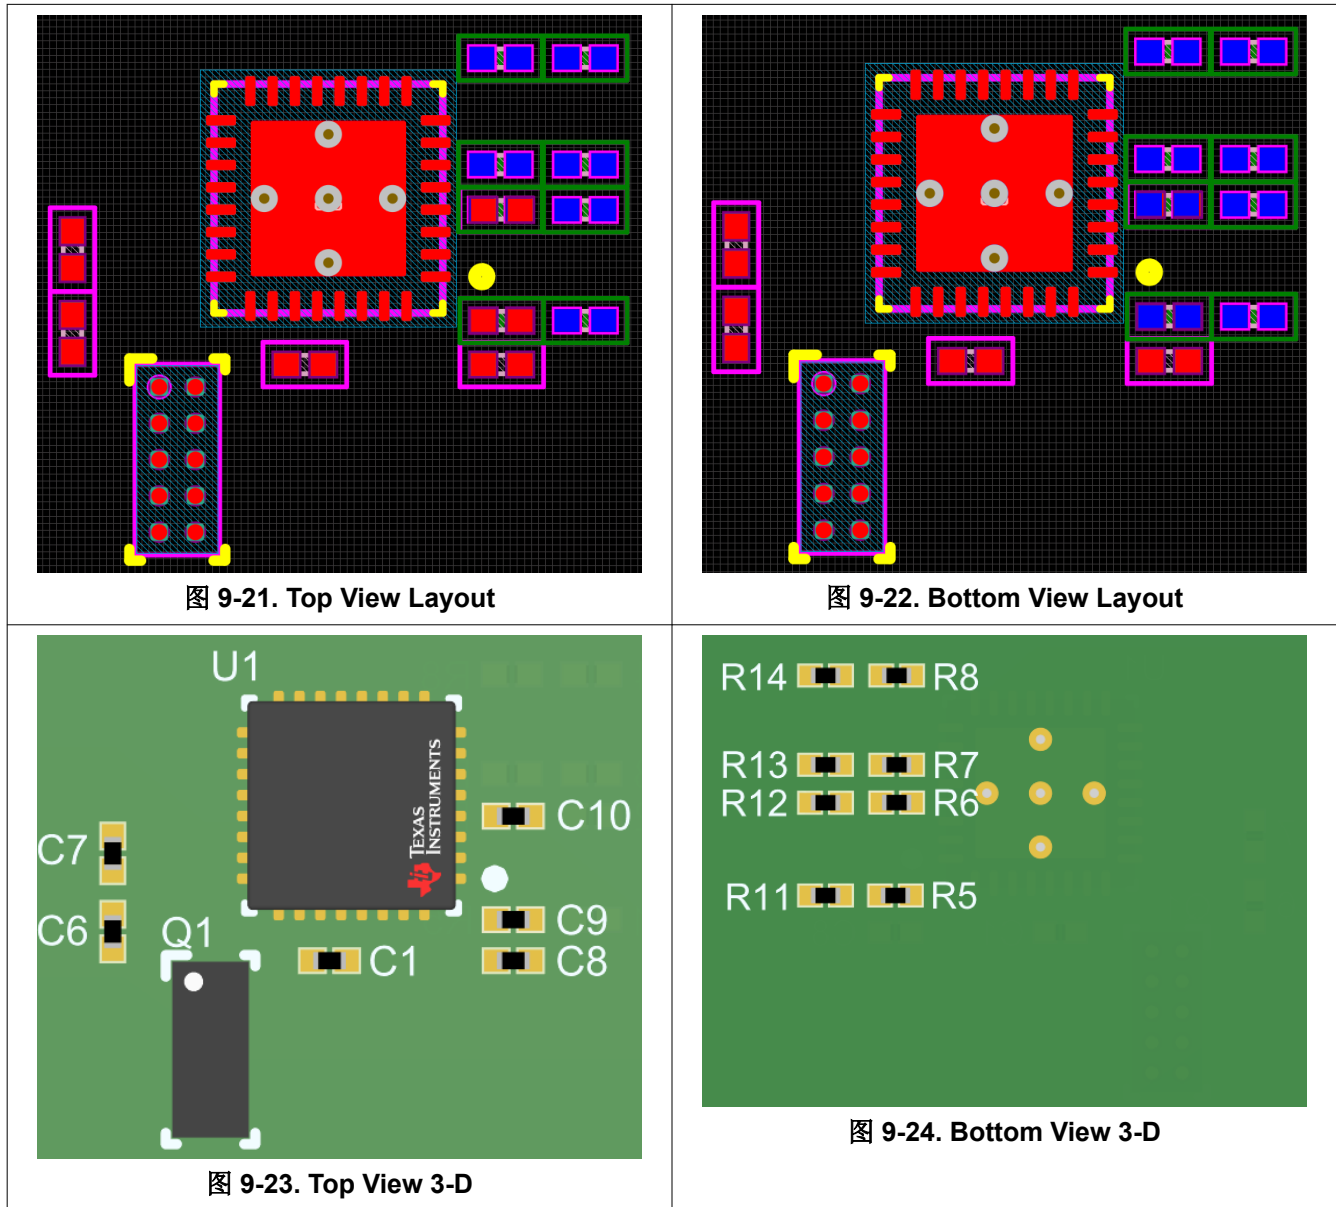 图 9-21. Top View Layout
图 9-22. Bottom View Layout
U1
TEXAS
INSTRUMENTS
C10
C7
C9
C6
Q1
C1
C8
图 9-23. Top View 3-D
R14
R8
R13
R7
R12
R6
R11
R5
图 9-24. Bottom View 3-D